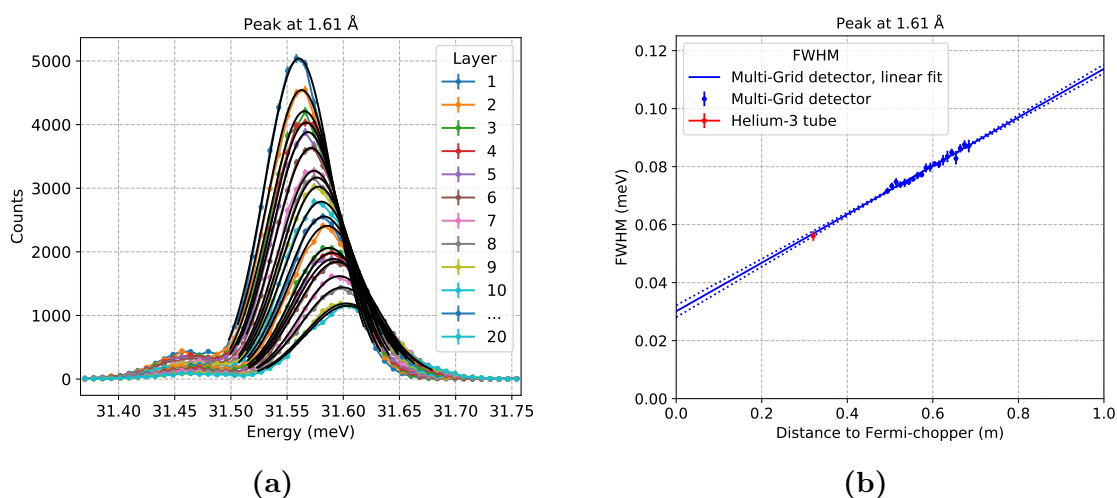 Peak at 1.61 Å
5000
4000
3000
2000
1000
0
Counts
31.40 31.45 31.50 31.55 31.60 31.65 31.70 31.75
Energy (meV)
Layer
1
2
3
4
5
6
7
8
9
10
...
20
(a)
Peak at 1.61 Å
0.12
0.10
0.08
0.06
0.04
0.02
0.00
FWHM (meV)
0.0 0.2 0.4 0.6 0.8 1.0
Distance to Fermi-chopper (m)
FWHM
Multi-Grid detector, linear fit
Multi-Grid detector
Helium-3 tube
(b)